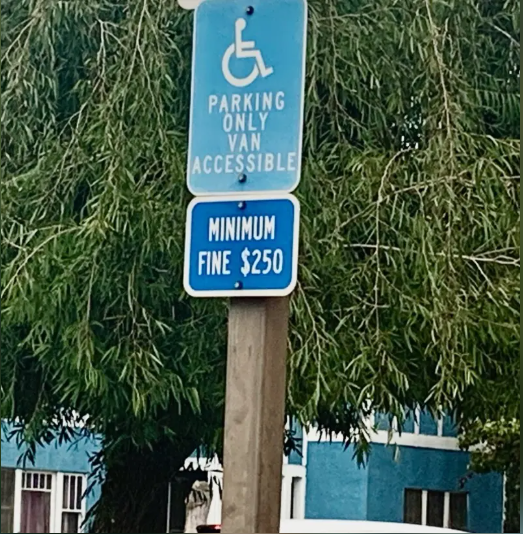 PARKING
ONLY
VAN
ACCESSIBLE
MINIMUM
FINE $250